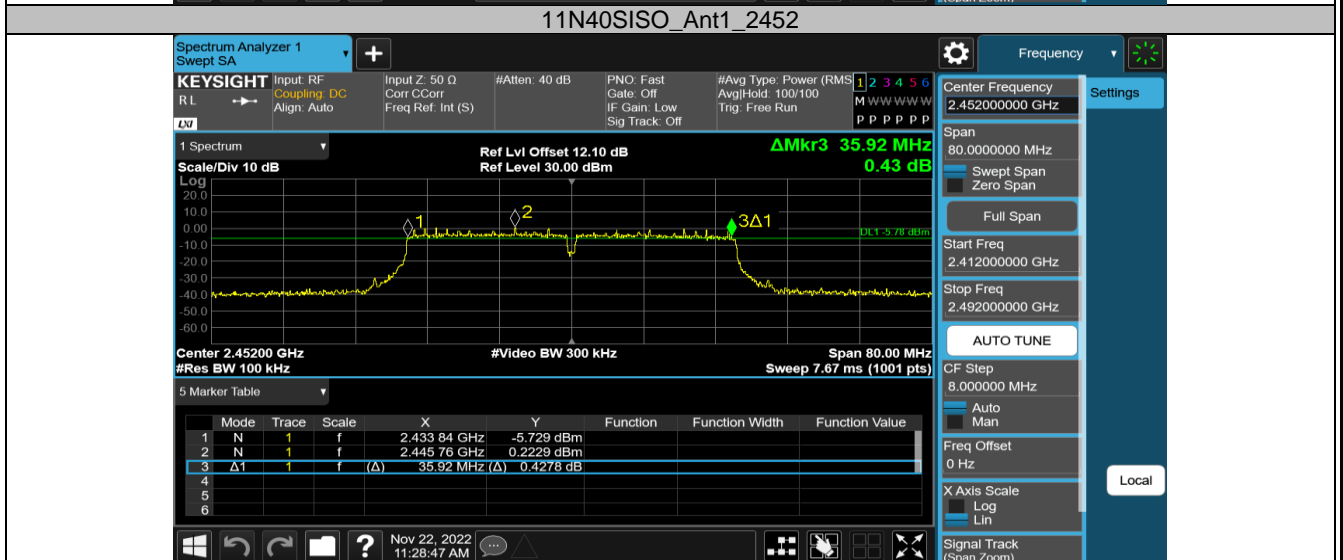 11N40SISO_Ant1_2452
Spectrum Analyzer 1
Swept SA
Frequency
KEYSIGHT
R L
LXI
Input: RF
Coupling: DC
Align: Auto
Input Z: 50 Ω
Corr CCorr
Freq Ref: Int (S)
#Atten: 40 dB
PNO: Fast
Gate: Off
IF Gain: Low
Sig Track: Off
#Avg Type: Power (RMS
Avg|Hold: 100/100
Trig: Free Run
1 2 3 4 5 6
M W W W W W
P P P P P P
Center Frequency
2.452000000 GHz
Settings
Span
80.0000000 MHz
Swept Span
Zero Span
Full Span
Start Freq
2.412000000 GHz
Stop Freq
2.492000000 GHz
AUTO TUNE
CF Step
8.000000 MHz
Auto
Man
Freq Offset
0 Hz
X Axis Scale
Log
Lin
Local
Signal Track
(Span Zoom)
1 Spectrum
Scale/Div 10 dB
Log
Ref Lvl Offset 12.10 dB
Ref Level 30.00 dBm
ΔMkr3 35.92 MHz
0.43 dB
20.0
10.0
0.00
-10.0
-20.0
-30.0
-40.0
-50.0
-60.0
1
2
3Δ1
DL1 -5.78 dBm
Center 2.45200 GHz
#Video BW 300 kHz
Span 80.00 MHz
#Res BW 100 kHz
Sweep 7.67 ms (1001 pts)
5 Marker Table
Mode Trace Scale X Y Function Function Width Function Value
1 N 1 f 2.433 84 GHz -5.729 dBm
2 N 1 f 2.445 76 GHz 0.2229 dBm
3 Δ1 1 f (Δ) 35.92 MHz (Δ) 0.4278 dB
4
5
6
?
Nov 22, 2022
11:28:47 AM